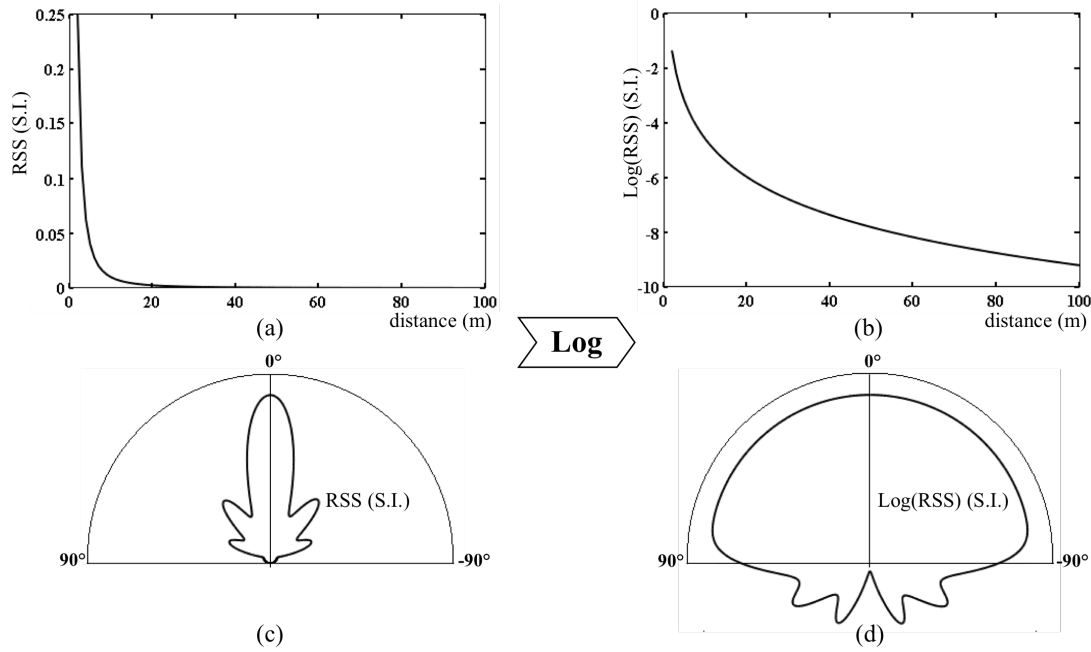 0.25
0.2
0.15
0.1
0.05
0
RSS (S.I.)
0 20 40 60 80 100
distance (m)
(a)
0
-2
-4
-6
-8
-10
Log(RSS) (S.I.)
0 20 40 60 80 100
distance (m)
(b)
Log
0°
RSS (S.I.)
90° -90°
(c)
0°
Log(RSS) (S.I.)
90° -90°
(d)